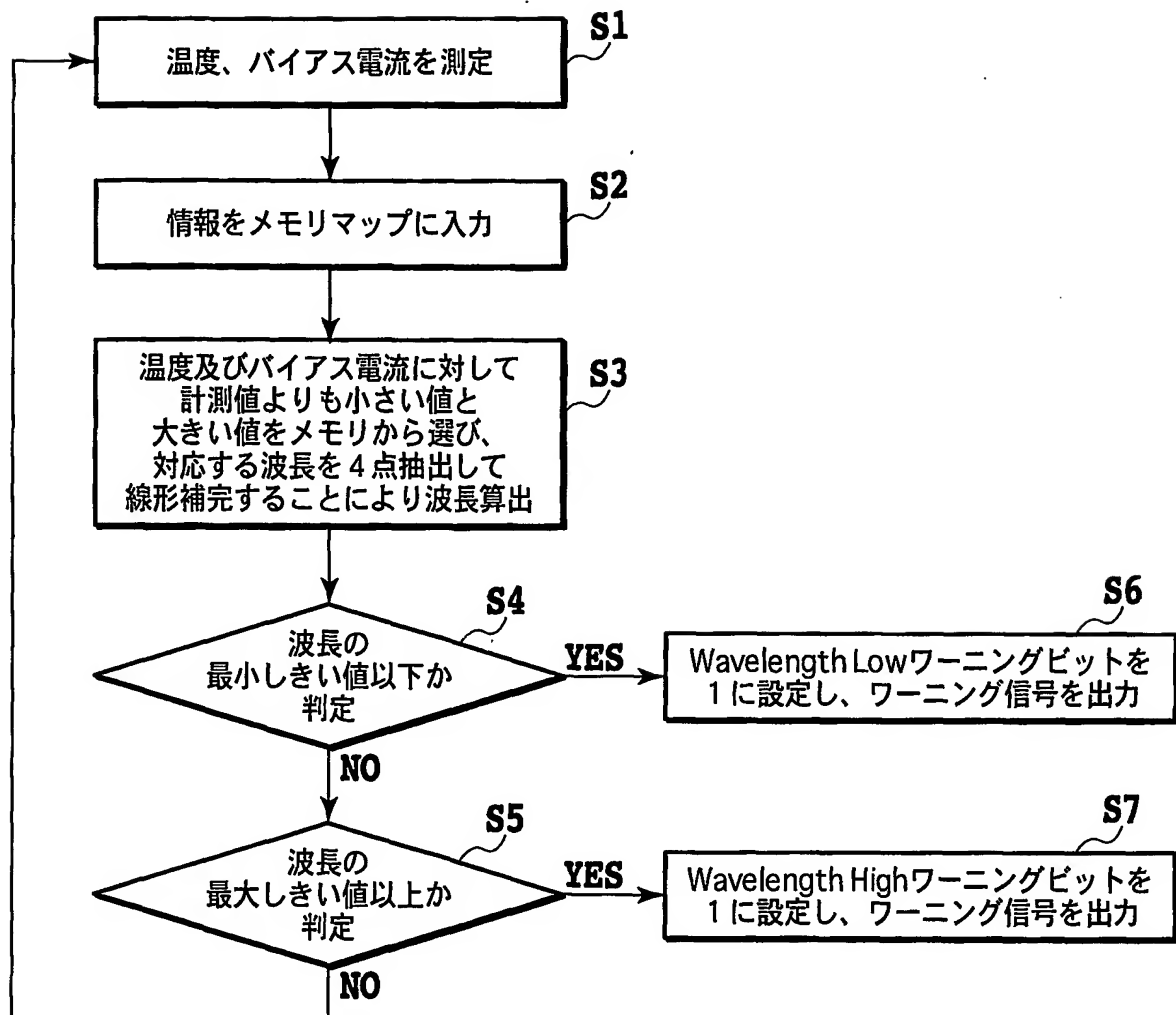 S1
温度、バイアス電流を測定
S2
情報をメモリマップに入力
S3
温度及びバイアス電流に対して
計測値よりも小さい値と
大きい値をメモリから選び、
対応する波長を4点抽出して
線形補完することにより波長算出
S4
波長の
最小しきい値以下か
判定
YES
S6
Wavelength Lowワーニングビットを
1に設定し、ワーニング信号を出力
NO
S5
波長の
最大しきい値以上か
判定
YES
S7
Wavelength Highワーニングビットを
1に設定し、ワーニング信号を出力
NO